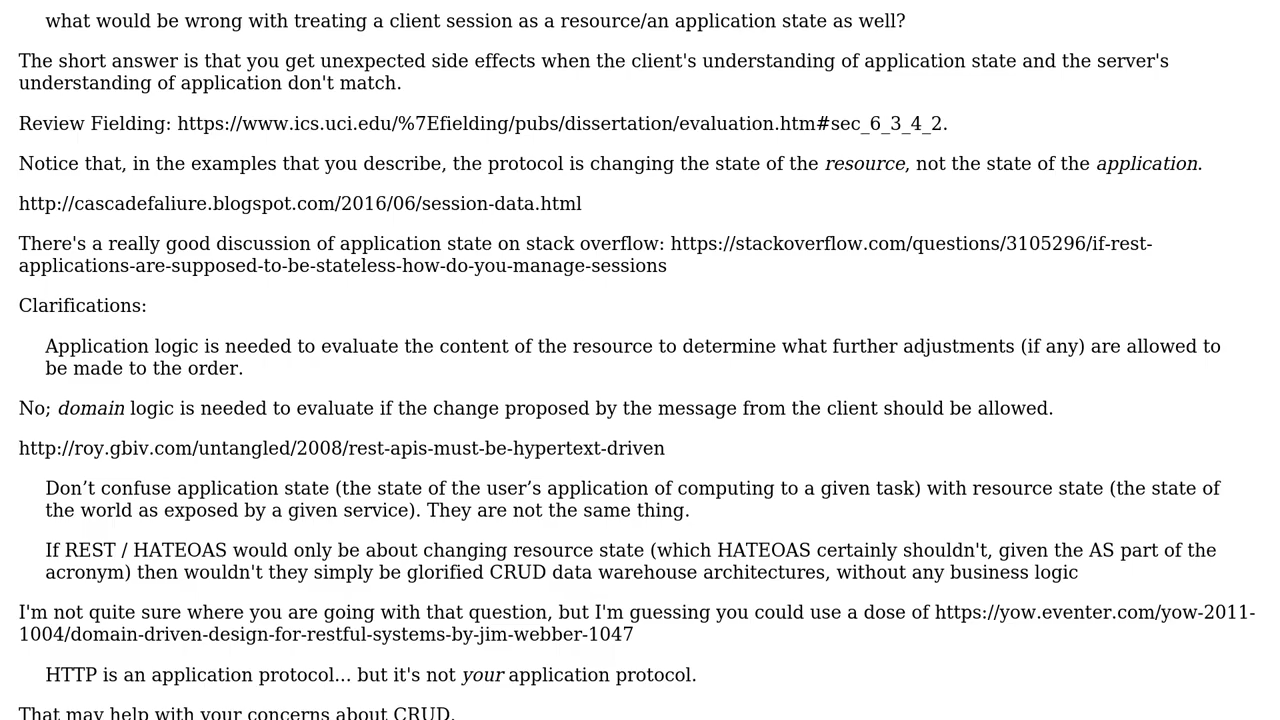 what would be wrong with treating a client session as a resource/an application state as well?
The short answer is that you get unexpected side effects when the client's understanding of application state and the server's
understanding of application don't match.
Review Fielding: https://www.ics.uci.edu/%7Efielding/pubs/dissertation/evaluation.htm#sec_6_3_4_2.
Notice that, in the examples that you describe, the protocol is changing the state of the resource, not the state of the application.
http://cascadefaliure.blogspot.com/2016/06/session-data.html
There's a really good discussion of application state on stack overflow: https://stackoverflow.com/questions/3105296/if-rest-
applications-are-supposed-to-be-stateless-how-do-you-manage-sessions
Clarifications:
Application logic is needed to evaluate the content of the resource to determine what further adjustments (if any) are allowed to
be made to the order.
No; domain logic is needed to evaluate if the change proposed by the message from the client should be allowed.
http://roy.gbiv.com/untangled/2008/rest-apis-must-be-hypertext-driven
Don’t confuse application state (the state of the user’s application of computing to a given task) with resource state (the state of
the world as exposed by a given service). They are not the same thing.
If REST / HATEOAS would only be about changing resource state (which HATEOAS certainly shouldn't, given the AS part of the
acronym) then wouldn't they simply be glorified CRUD data warehouse architectures, without any business logic
I'm not quite sure where you are going with that question, but I'm guessing you could use a dose of https://yow.eventer.com/yow-2011-
1004/domain-driven-design-for-restful-systems-by-jim-webber-1047
HTTP is an application protocol... but it's not your application protocol.
That may help with your concerns about CRUD.